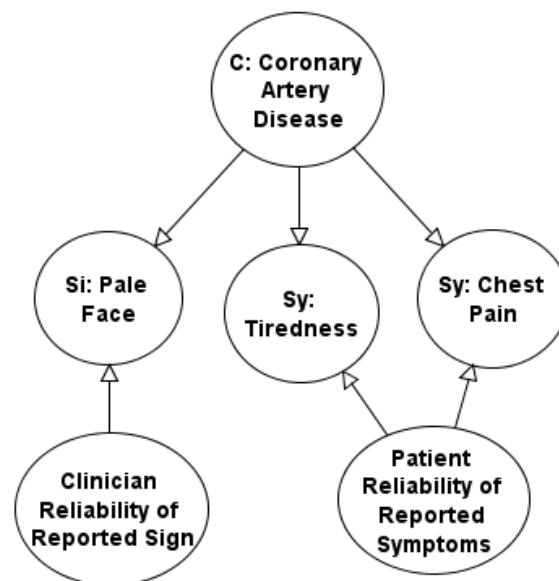 C: Coronary
Artery
Disease
Si: Pale
Face
Sy:
Tiredness
Sy: Chest
Pain
Clinician
Reliability of
Reported Sign
Patient
Reliability of
Reported
Symptoms